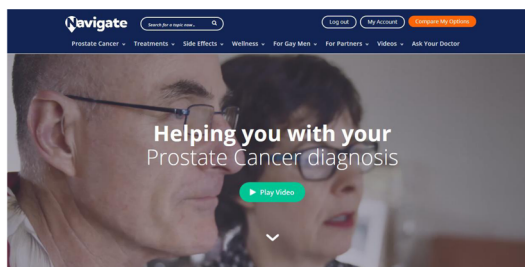 Navigate
Search for a topic now...
Log out
My Account
Compare My Options
Prostate Cancer
Treatments
Side Effects
Wellness
For Gay Men
For Partners
Videos
Ask Your Doctor
Helping you with your
Prostate Cancer diagnosis
Play Video